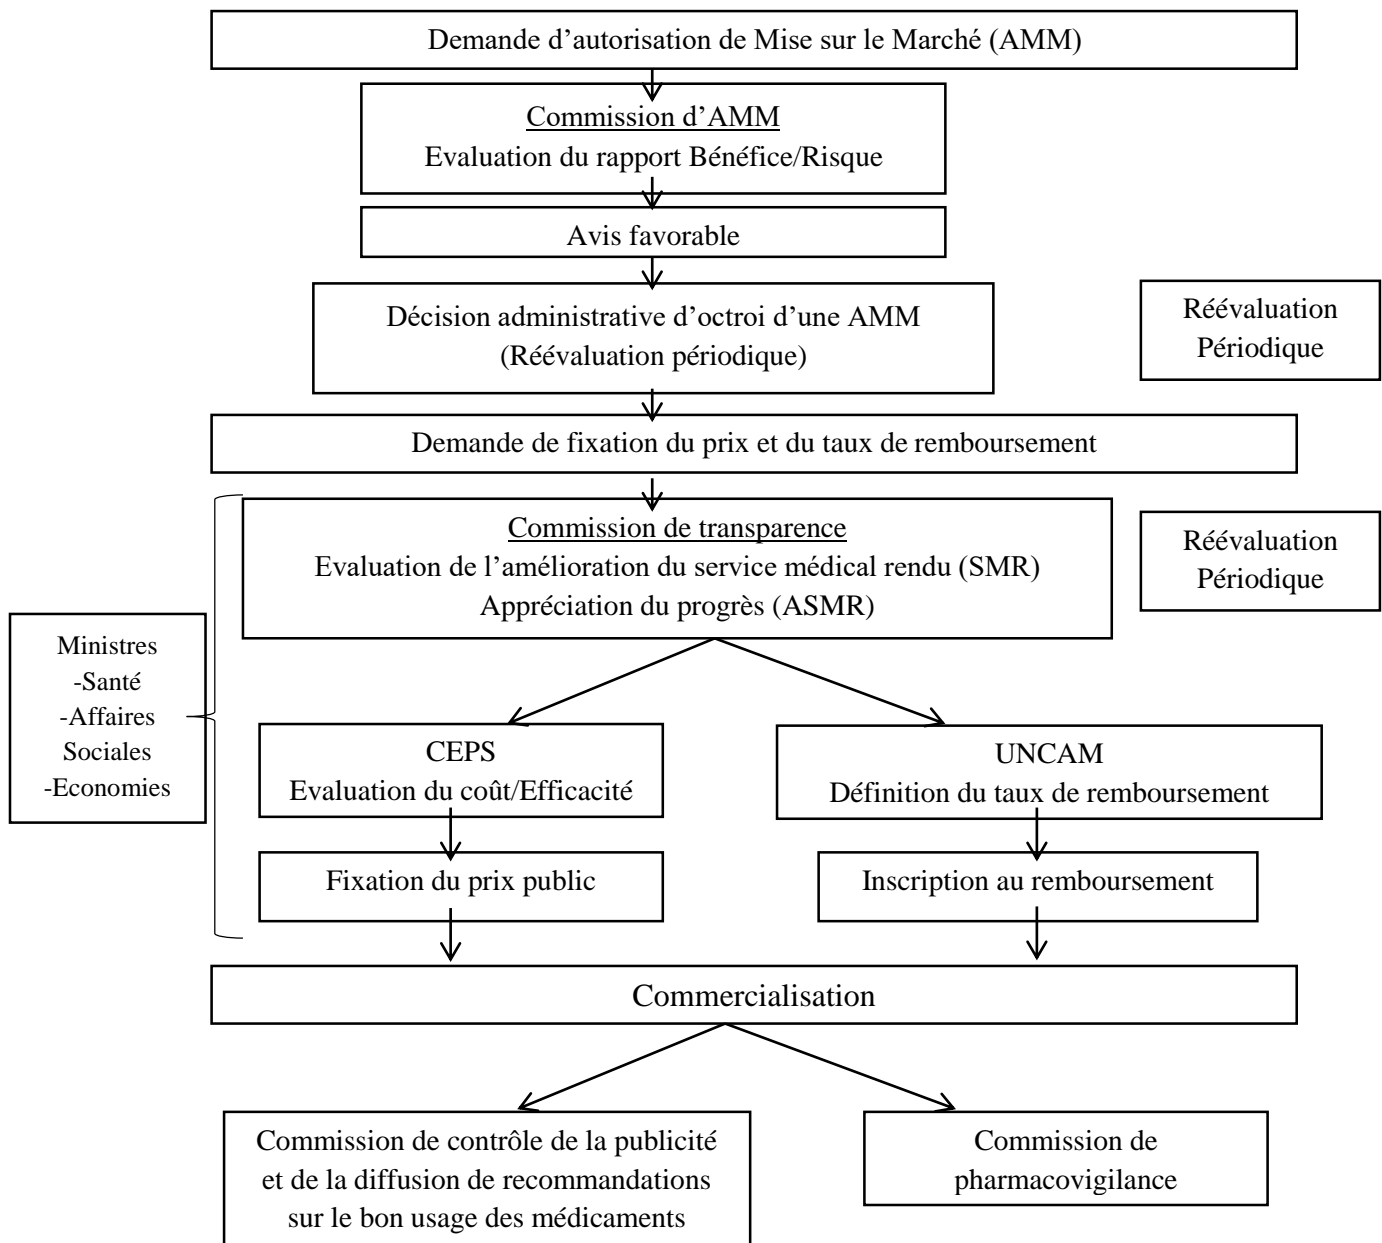 Demande d’autorisation de Mise sur le Marché (AMM)
Commission d’AMM
Evaluation du rapport Bénéfice/Risque
Avis favorable
Décision administrative d’octroi d’une AMM
(Réévaluation périodique)
Réévaluation
Périodique
Demande de fixation du prix et du taux de remboursement
Commission de transparence
Evaluation de l’amélioration du service médical rendu (SMR)
Appréciation du progrès (ASMR)
Réévaluation
Périodique
Ministres
-Santé
-Affaires
Sociales
-Economies
CEPS
Evaluation du coût/Efficacité
UNCAM
Définition du taux de remboursement
Fixation du prix public
Inscription au remboursement
Commercialisation
Commission de contrôle de la publicité
et de la diffusion de recommandations
sur le bon usage des médicaments
Commission de
pharmacovigilance